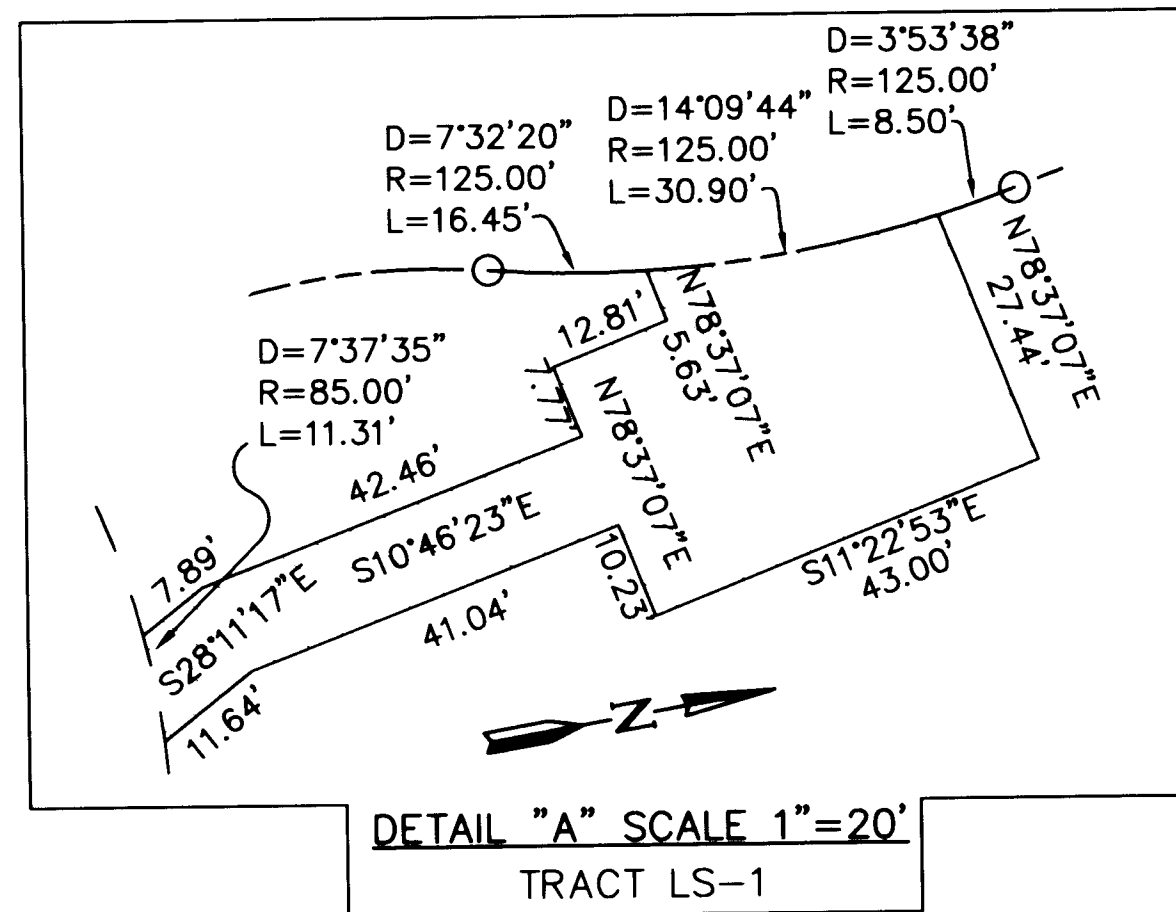 D=3°53'38"
R=125.00'
L=8.50'
D=14°09'44"
R=125.00'
L=30.90'
D=7°32'20"
R=125.00'
L=16.45'
N78°37'07"E
27.44'
12.81'
N78°37'07"E
5.63'
D=7°37'35"
R=85.00'
L=11.31'
7.77'
N78°37'07"E
42.46'
S10°46'23"E
7.89'
S28°11'17"E
10.23'
S11°22'53"E
43.00'
41.04'
11.64'
N
DETAIL "A" SCALE 1"=20'
TRACT LS-1